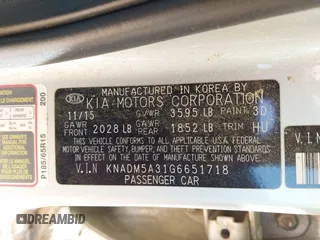 MANUFACTURED IN KOREA BY
KIA KIA MOTORS CORPORATION
11/15 GVWR 3595 LB PAINT 3D
GAWR FRONT 2028 LB GAWR REAR 1852 LB TRIM HU
THIS VEHICLE CONFORMS TO ALL APPLICABLE U.S.A FEDERAL
MOTOR VEHICLE SAFETY, BUMPER, AND THEFT PREVENTION
STANDARDS IN EFFECT ON THE DATE OF MANUFACTURE SHOWN ABOVE.
V.I.N KNADM5A31G6651718
PASSENGER CAR
P185/65R15
200
V.I.N